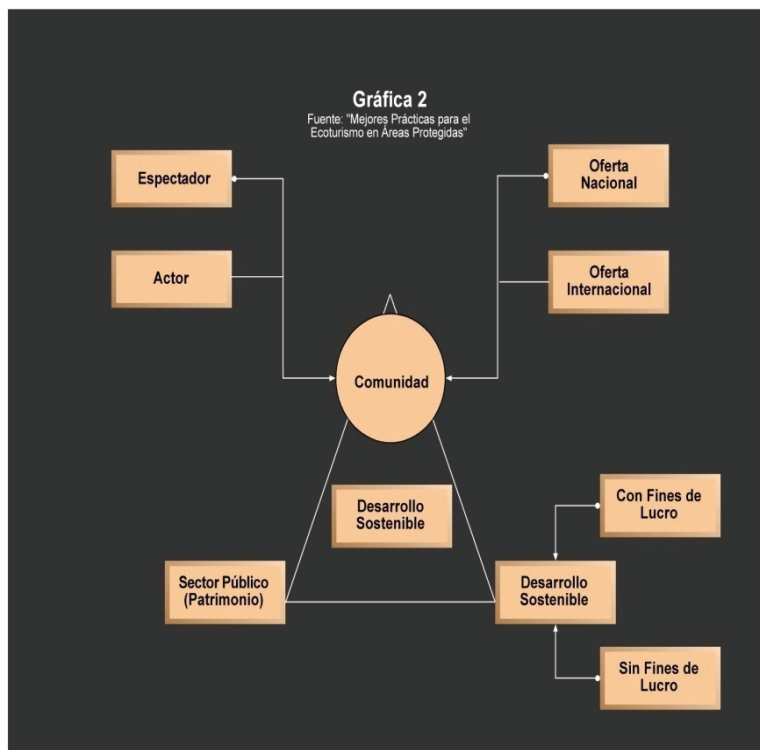 Gráfica 2
Fuente: "Mejores Prácticas para el
Ecoturismo en Áreas Protegidas"
Espectador
Oferta
Nacional
Actor
Oferta
Internacional
Comunidad
Desarrollo
Sostenible
Con Fines de
Lucro
Sector Público
(Patrimonio)
Desarrollo
Sostenible
Sin Fines de
Lucro